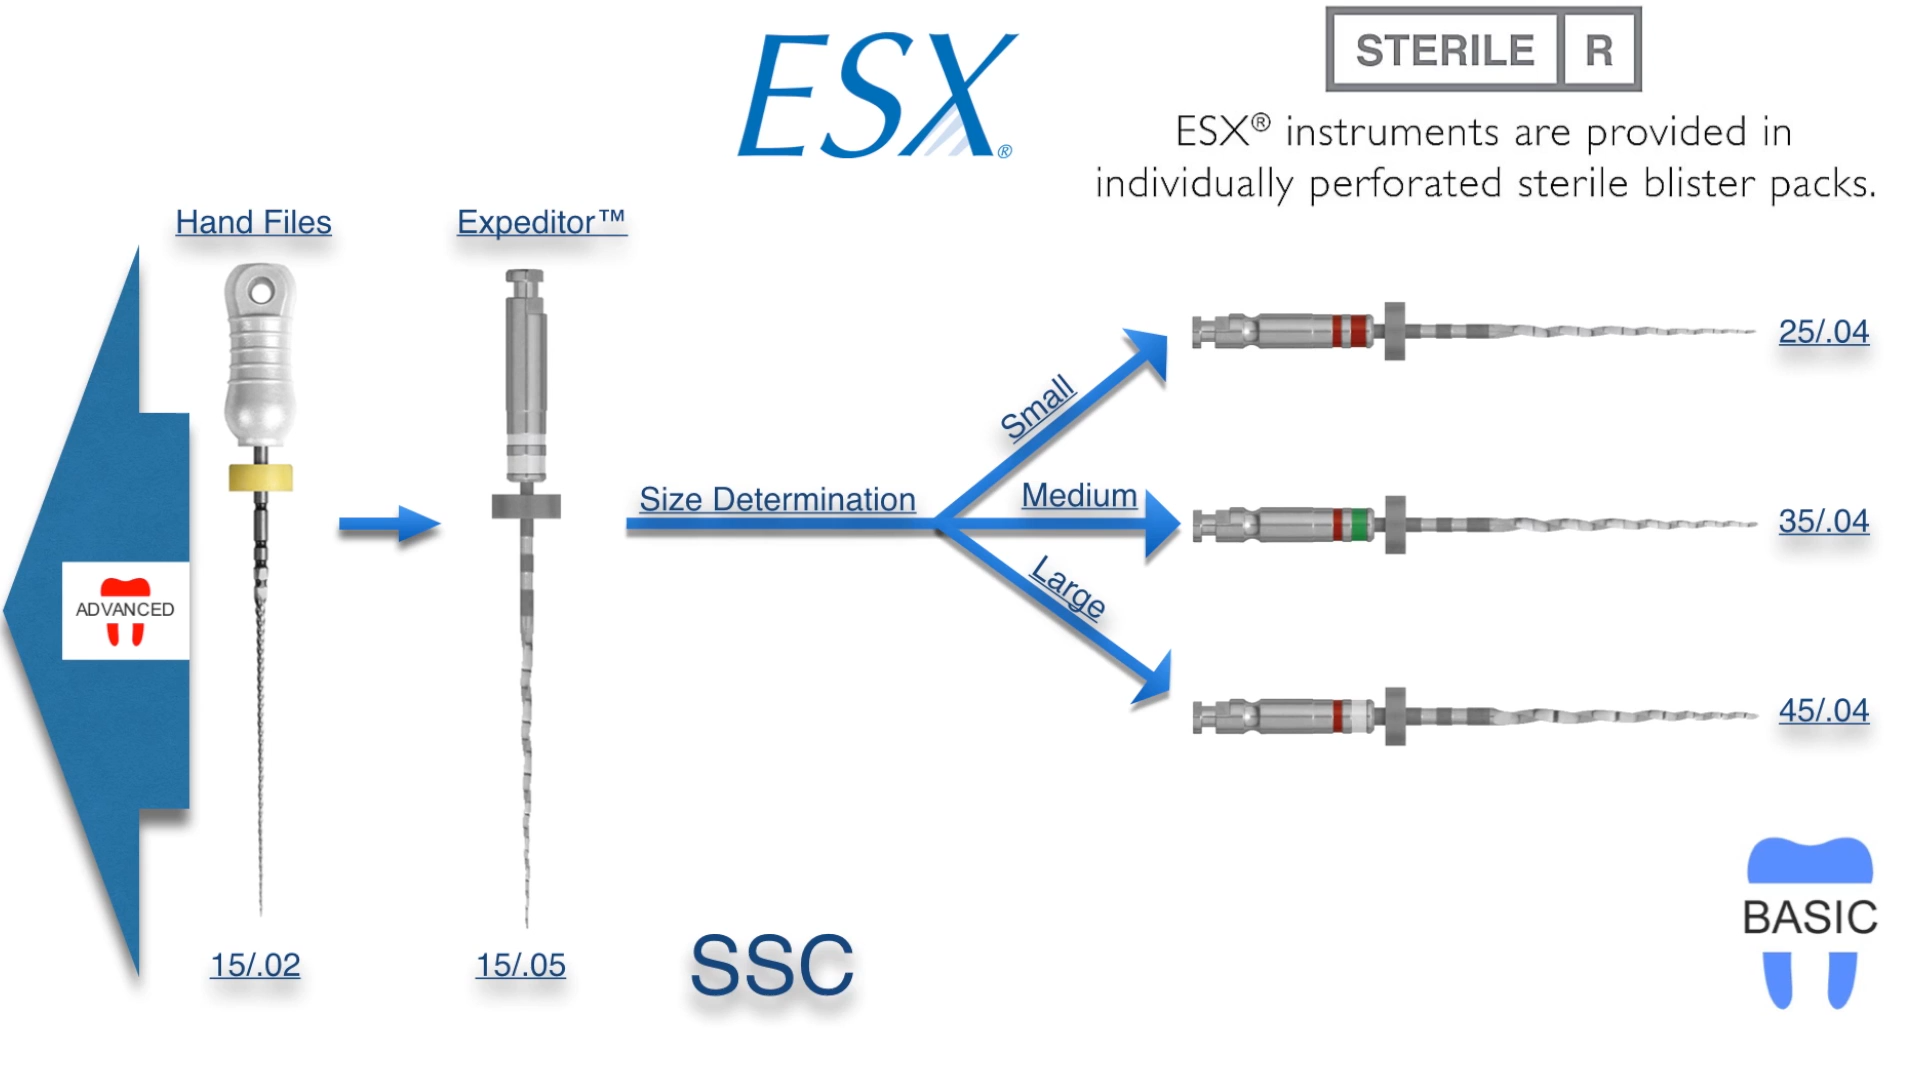 ESX®
STERILE R
ESX® instruments are provided in
individually perforated sterile blister packs.
Hand Files
Expeditor™
25/.04
Small
Size Determination
Medium
35/.04
Large
ADVANCED
45/.04
BASIC
15/.02
15/.05
SSC